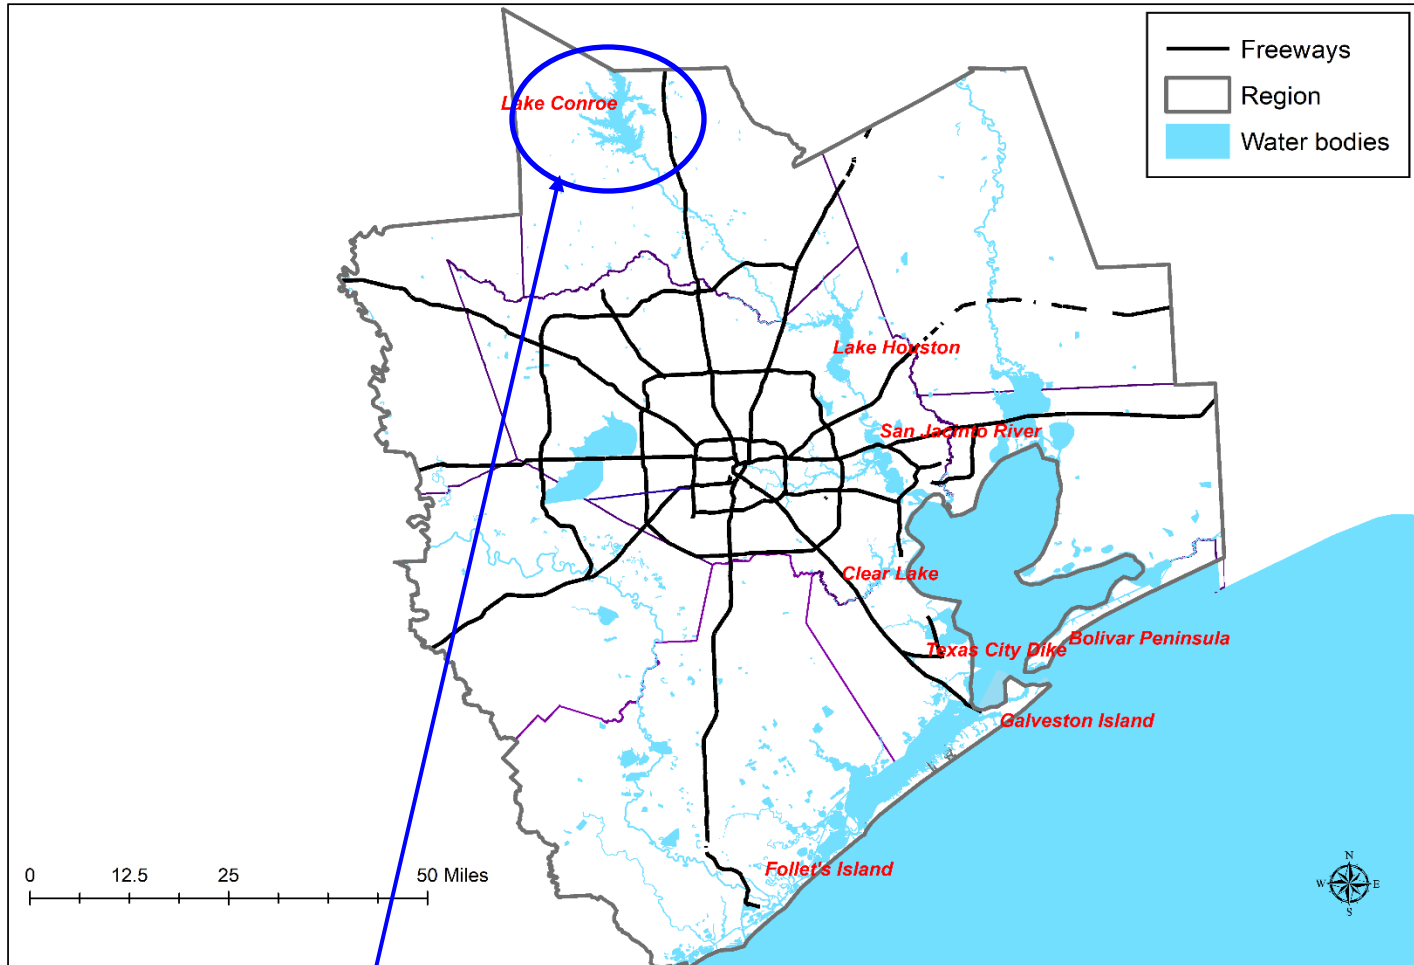 Freeways
Region
Water bodies
Lake Conroe
Lake Houston
San Jacinto River
Clear Lake
Texas City Dike
Bolivar Peninsula
Galveston Island
Follet's Island
0 12.5 25 50 Miles
N
W E
S